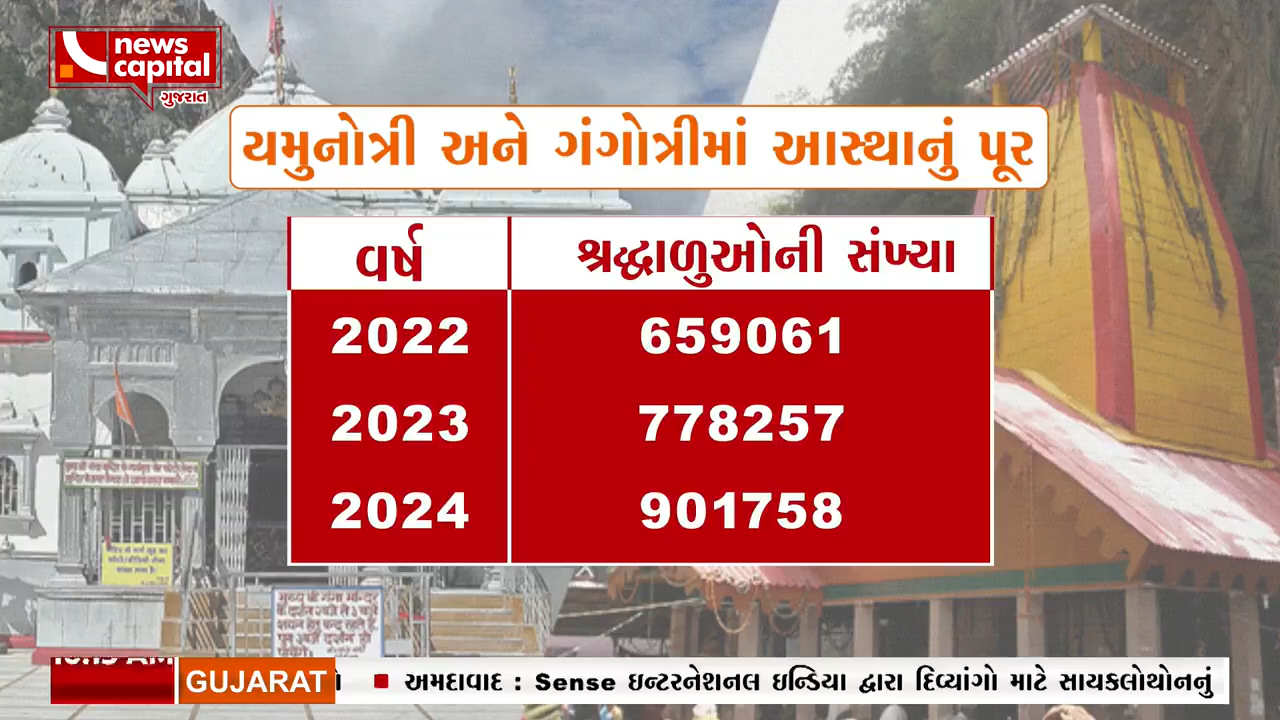 news
capital
ગુજરાત
યમુનોત્રી અને ગંગોત્રીમાં આસ્થાનું પૂર
વર્ષ શ્રદ્ધાળુઓની સંખ્યા
2022 659061
2023 778257
2024 901758
GUJARAT
અમદાવાદ : Sense ઇન્ટરનેશનલ ઇન્ડિયા દ્વારા દિવ્યાંગો માટે સાયકલોથોનનું